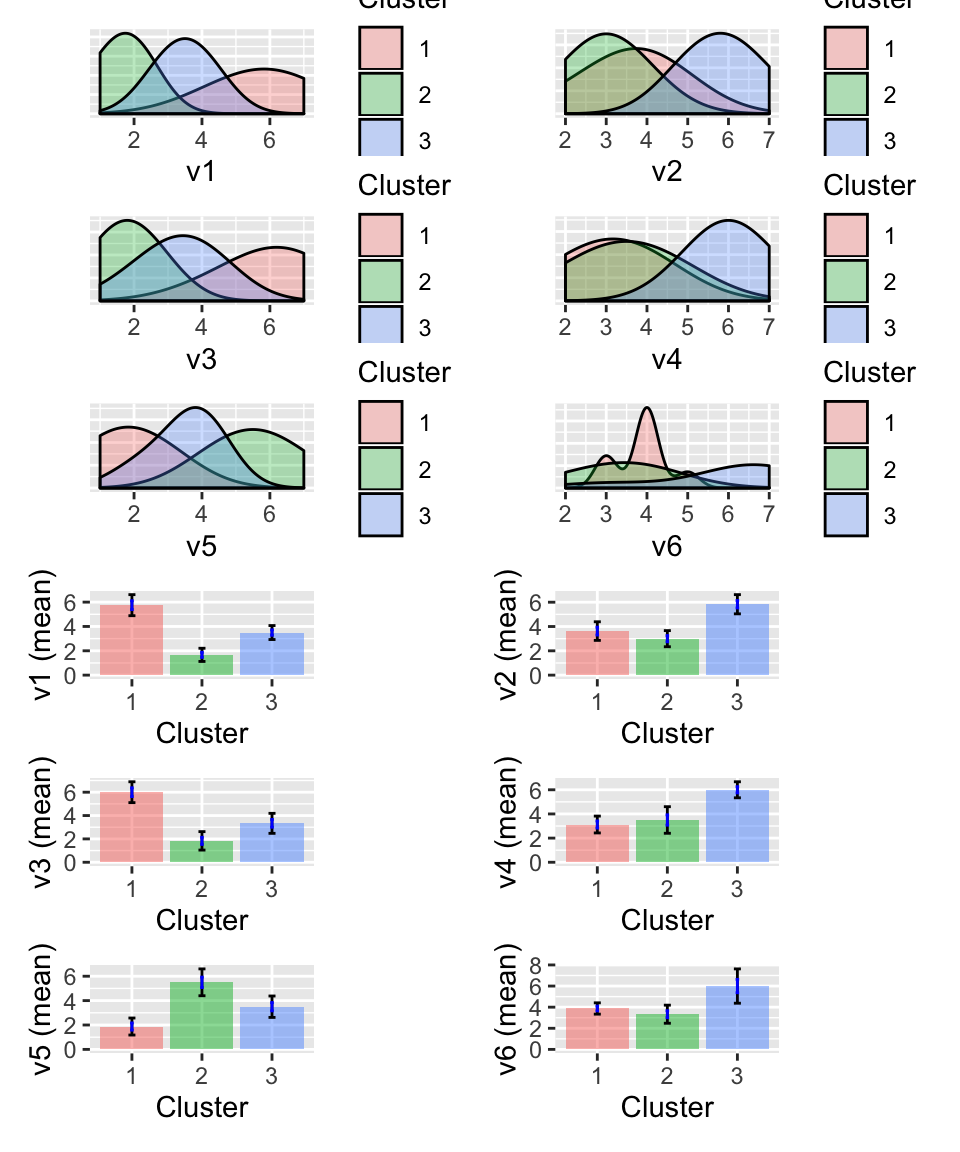 Cluster Cluster
1 1
2 2
3 3
2 4 6 2 3 4 5 6 7
v1 v2
Cluster Cluster
1 1
2 2
3 3
2 4 6 2 3 4 5 6 7
v3 v4
Cluster Cluster
1 1
2 2
3 3
2 4 6 2 3 4 5 6 7
v5 v6
v1 (mean) v2 (mean)
6 6
4 4
2 2
0 0
1 2 3 1 2 3
Cluster Cluster
v3 (mean) v4 (mean)
6 6
4 4
2 2
0 0
1 2 3 1 2 3
Cluster Cluster
v5 (mean) v6 (mean)
8
6 6
4 4
2 2
0 0
1 2 3 1 2 3
Cluster Cluster